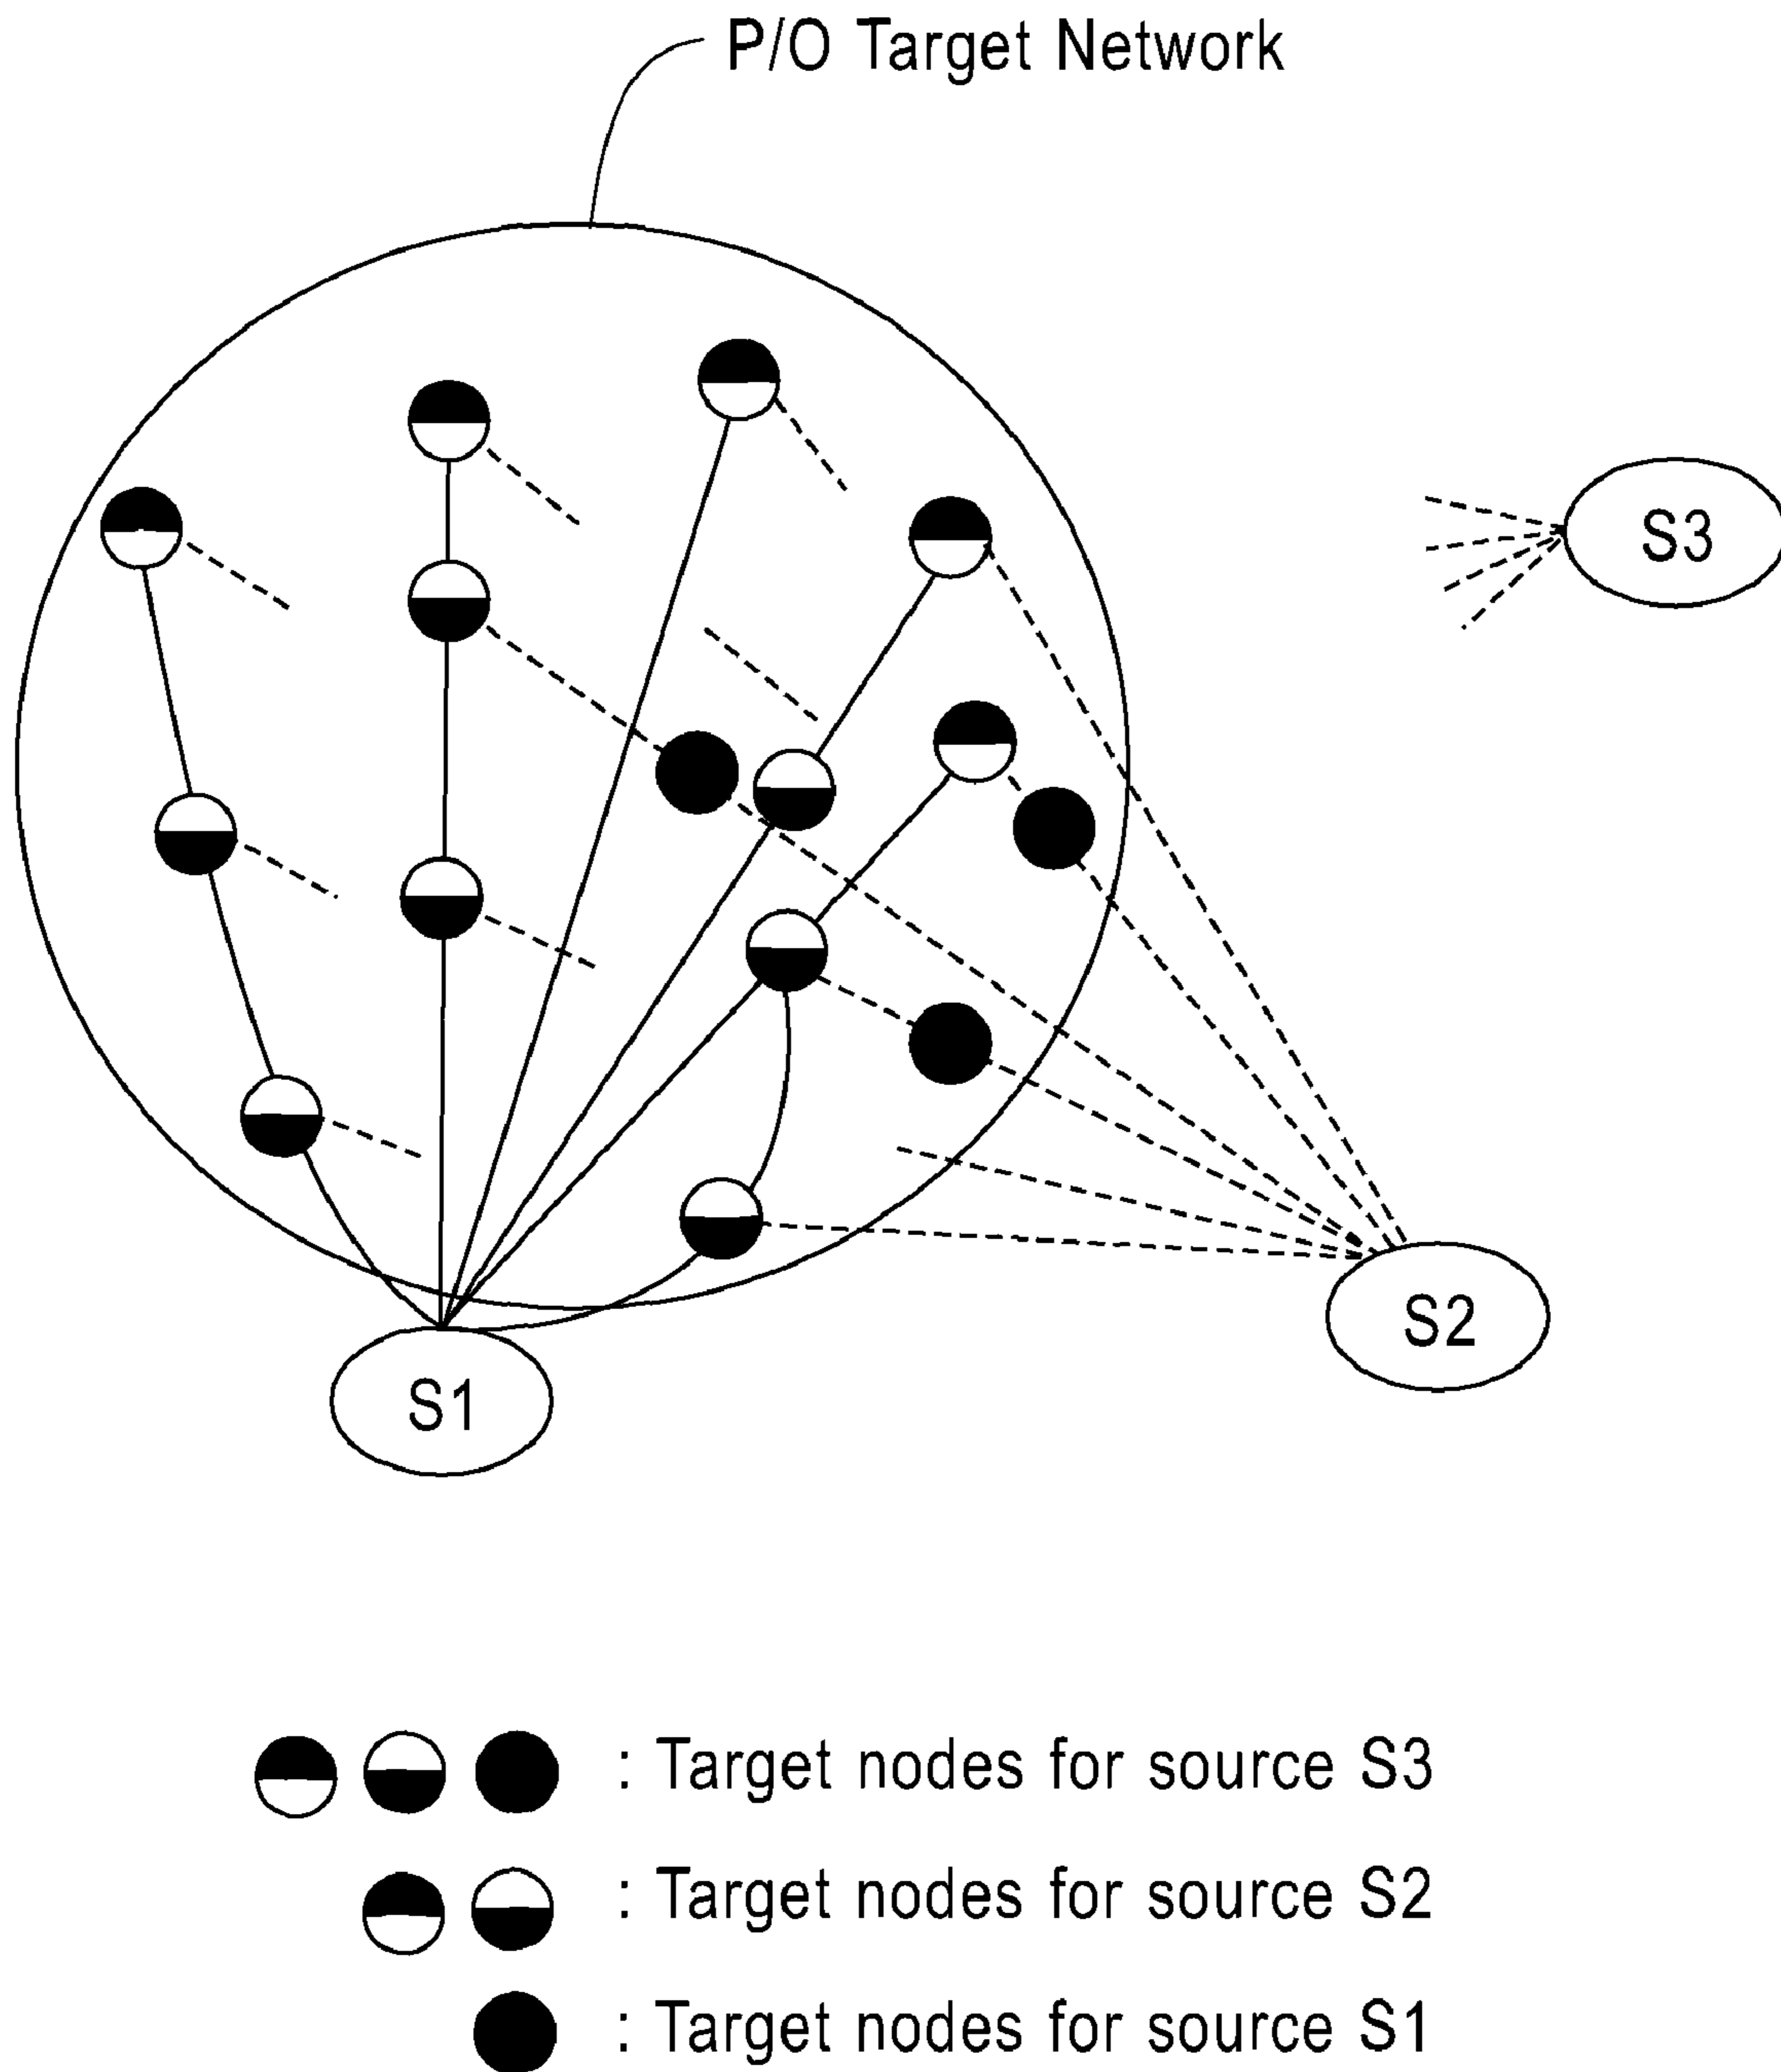 P/O Target Network
S3
S2
S1
: Target nodes for source S3
: Target nodes for source S2
: Target nodes for source S1